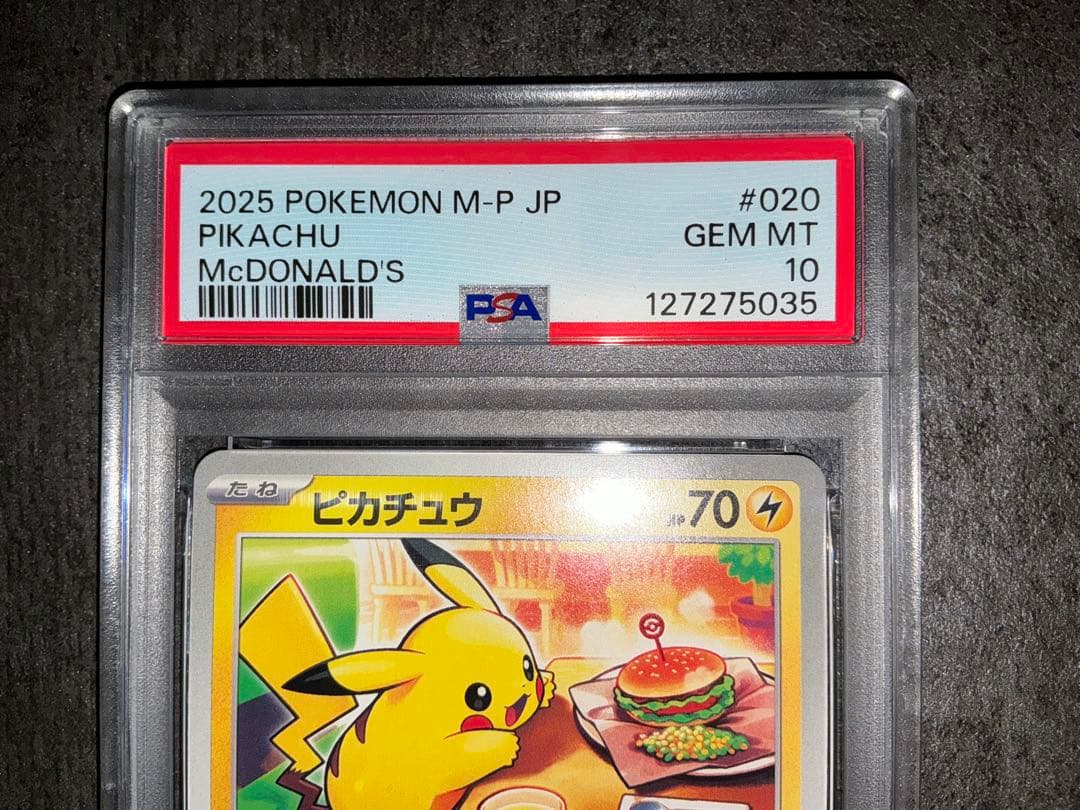 2025 POKEMON M-P JP #020
PIKACHU GEM MT
McDONALD'S 10
PSA 127275035
たね ピカチュウ HP70